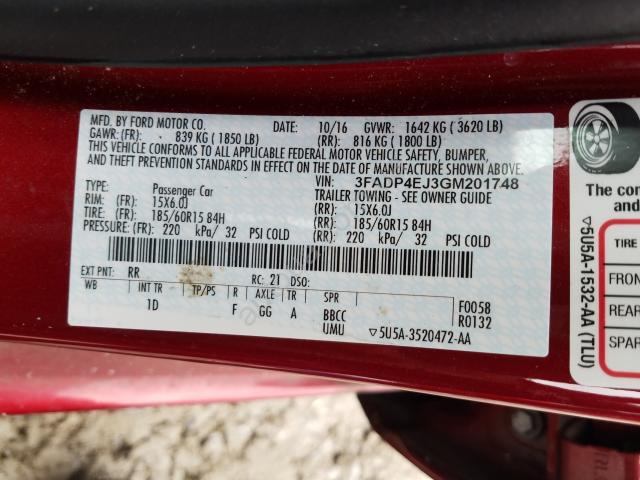 MFD. BY FORD MOTOR CO. DATE: 10/16 GVWR: 1642 KG ( 3620 LB)
GAWR: (FR): 839 KG ( 1850 LB) (RR): 816 KG ( 1800 LB)
THIS VEHICLE CONFORMS TO ALL APPLICABLE FEDERAL MOTOR VEHICLE SAFETY, BUMPER,
AND THEFT PREVENTION STANDARDS IN EFFECT ON THE DATE OF MANUFACTURE SHOWN ABOVE.
VIN: 3FADP4EJ3GM201748
TYPE: Passenger Car TRAILER TOWING - SEE OWNER GUIDE
RIM: (FR): 15X6.0J (RR): 15X6.0J
TIRE: (FR): 185/60R15 84H (RR): 185/60R15 84H
PRESSURE: (FR): 220 kPa/ 32 PSI COLD (RR): 220 kPa/ 32 PSI COLD
EXT PNT: RR RC: 21 DSO:
WB INT TR TP/PS R AXLE TR SPR F0058
1D F GG A BBCC R0132
UMU ▽5U5A-3520472-AA
▽5U5A-1532-AA (TLU)
The con
and
TIRE
FRON
REAR
SPAR